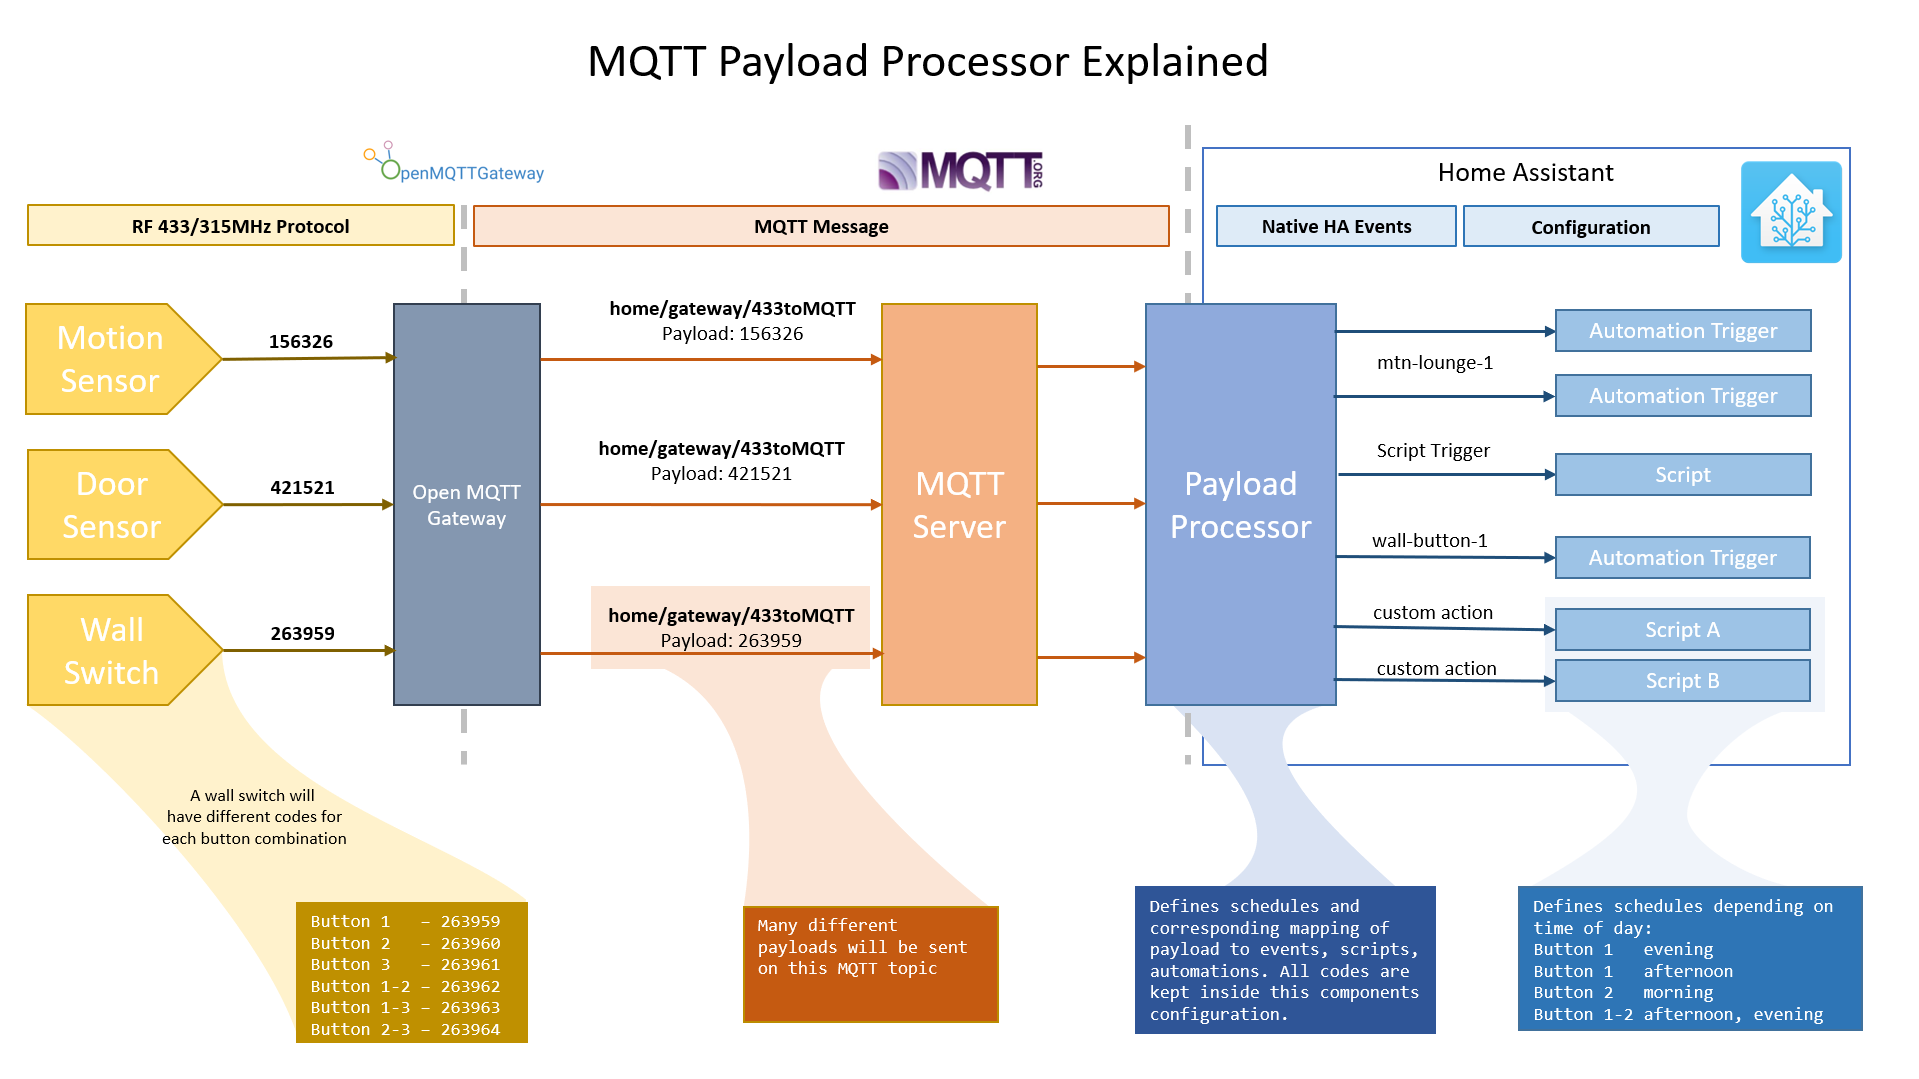 MQTT Payload Processor Explained
OpenMQTTGateway
MQTT.ORG
Home Assistant
RF 433/315MHz Protocol
MQTT Message
Native HA Events
Configuration
Motion
Sensor
156326
home/gateway/433toMQTT
Payload: 156326
Door
Sensor
421521
home/gateway/433toMQTT
Payload: 421521
Wall
Switch
263959
home/gateway/433toMQTT
Payload: 263959
Open MQTT
Gateway
MQTT
Server
Payload
Processor
Automation Trigger
mtn-lounge-1
Automation Trigger
Script Trigger
Script
wall-button-1
Automation Trigger
custom action
Script A
custom action
Script B
A wall switch will
have different codes for
each button combination
Button 1 – 263959
Button 2 – 263960
Button 3 – 263961
Button 1-2 – 263962
Button 1-3 – 263963
Button 2-3 – 263964
Many different
payloads will be sent
on this MQTT topic
Defines schedules and
corresponding mapping of
payload to events, scripts,
automations. All codes are
kept inside this components
configuration.
Defines schedules depending on
time of day:
Button 1 evening
Button 1 afternoon
Button 2 morning
Button 1-2 afternoon, evening